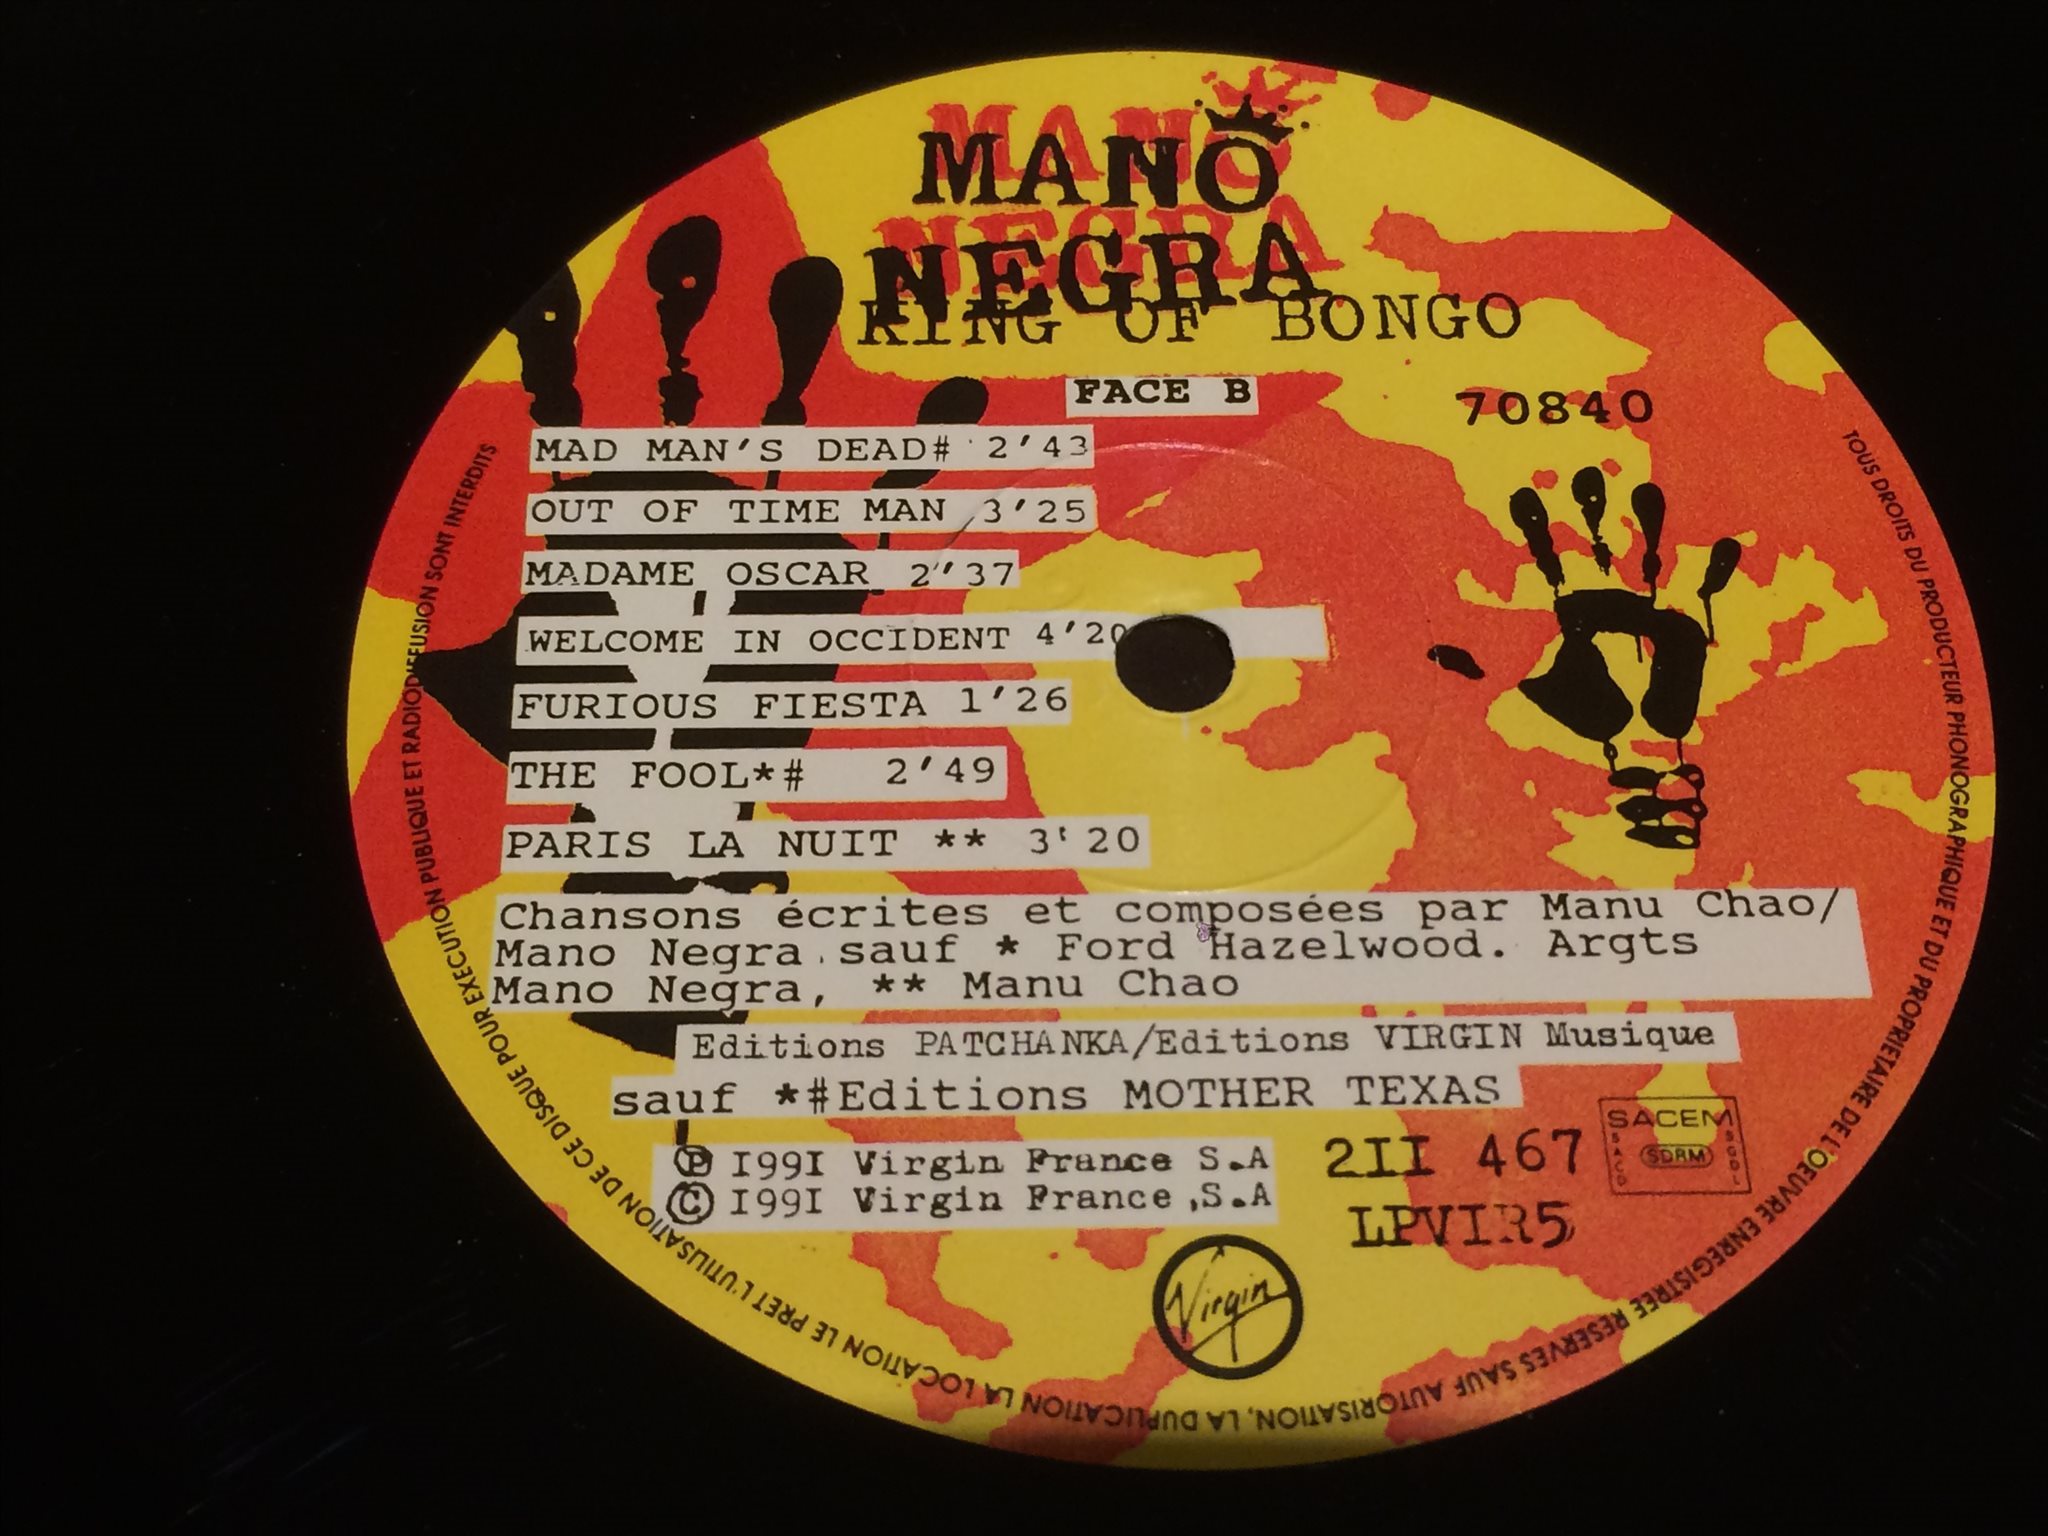 MANO
NEGRA
KING OF BONGO
FACE B
70840
MAD MAN'S DEAD# 2'43
OUT OF TIME MAN 3'25
MADAME OSCAR 2''37
WELCOME IN OCCIDENT 4'20
FURIOUS FIESTA 1'26
THE FOOL*# 2'49
PARIS LA NUIT ** 3'20
Chansons écrites et composées par Manu Chao/
Mano Negra sauf * Ford Hazelwood. Argts
Mano Negra, ** Manu Chao
Editions PATCHANKA/Editions VIRGIN Musique
sauf *#Editions MOTHER TEXAS
Ⓟ I99I Virgin France S.A
© I99I Virgin France S.A
2II 467
LPVIR5
SACEM
SDRM
Virgin
TOUS DROITS DU PRODUCTEUR PHONOGRAPHIQUE ET DU PROPRIETAIRE DE L'OEUVRE ENREGISTREE RESERVES SAUF AUTORISATION, LA DUPLICATION LA LOCATION LE PRET L'UTILISATION DE CE DISQUE POUR EXECUTION PUBLIQUE ET RADIODIFFUSION SONT INTERDITS